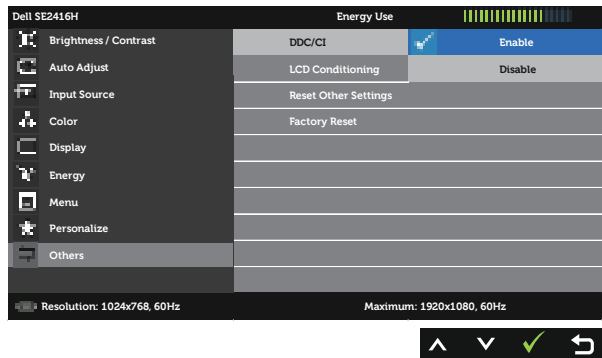 Dell SE2416H Energy Use
Brightness / Contrast DDC/CI Enable
Auto Adjust LCD Conditioning Disable
Input Source Reset Other Settings
Color Factory Reset
Display
Energy
Menu
Personalize
Others
Resolution: 1024x768, 60Hz Maximum: 1920x1080, 60Hz